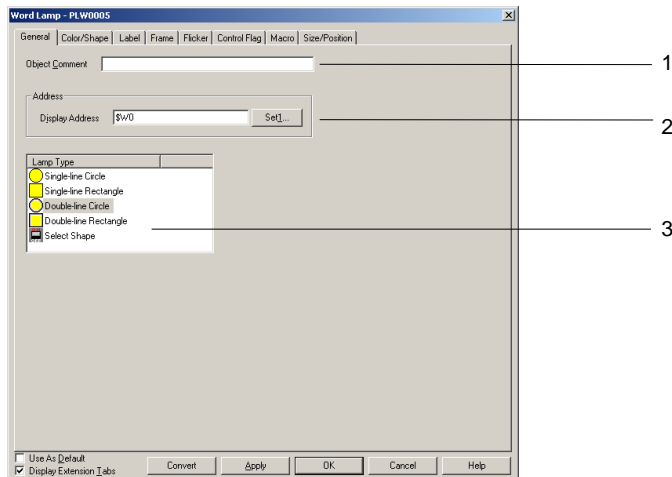 Word Lamp - PLW0005
General Color/Shape Label Frame Flicker Control Flag Macro Size/Position
Object Comment
1
Address
Display Address $W0 Set1...
2
Lamp Type
Single-line Circle
Single-line Rectangle
Double-line Circle
Double-line Rectangle
3
Select Shape
Use As Default
Display Extension Tabs
Convert Apply OK Cancel Help